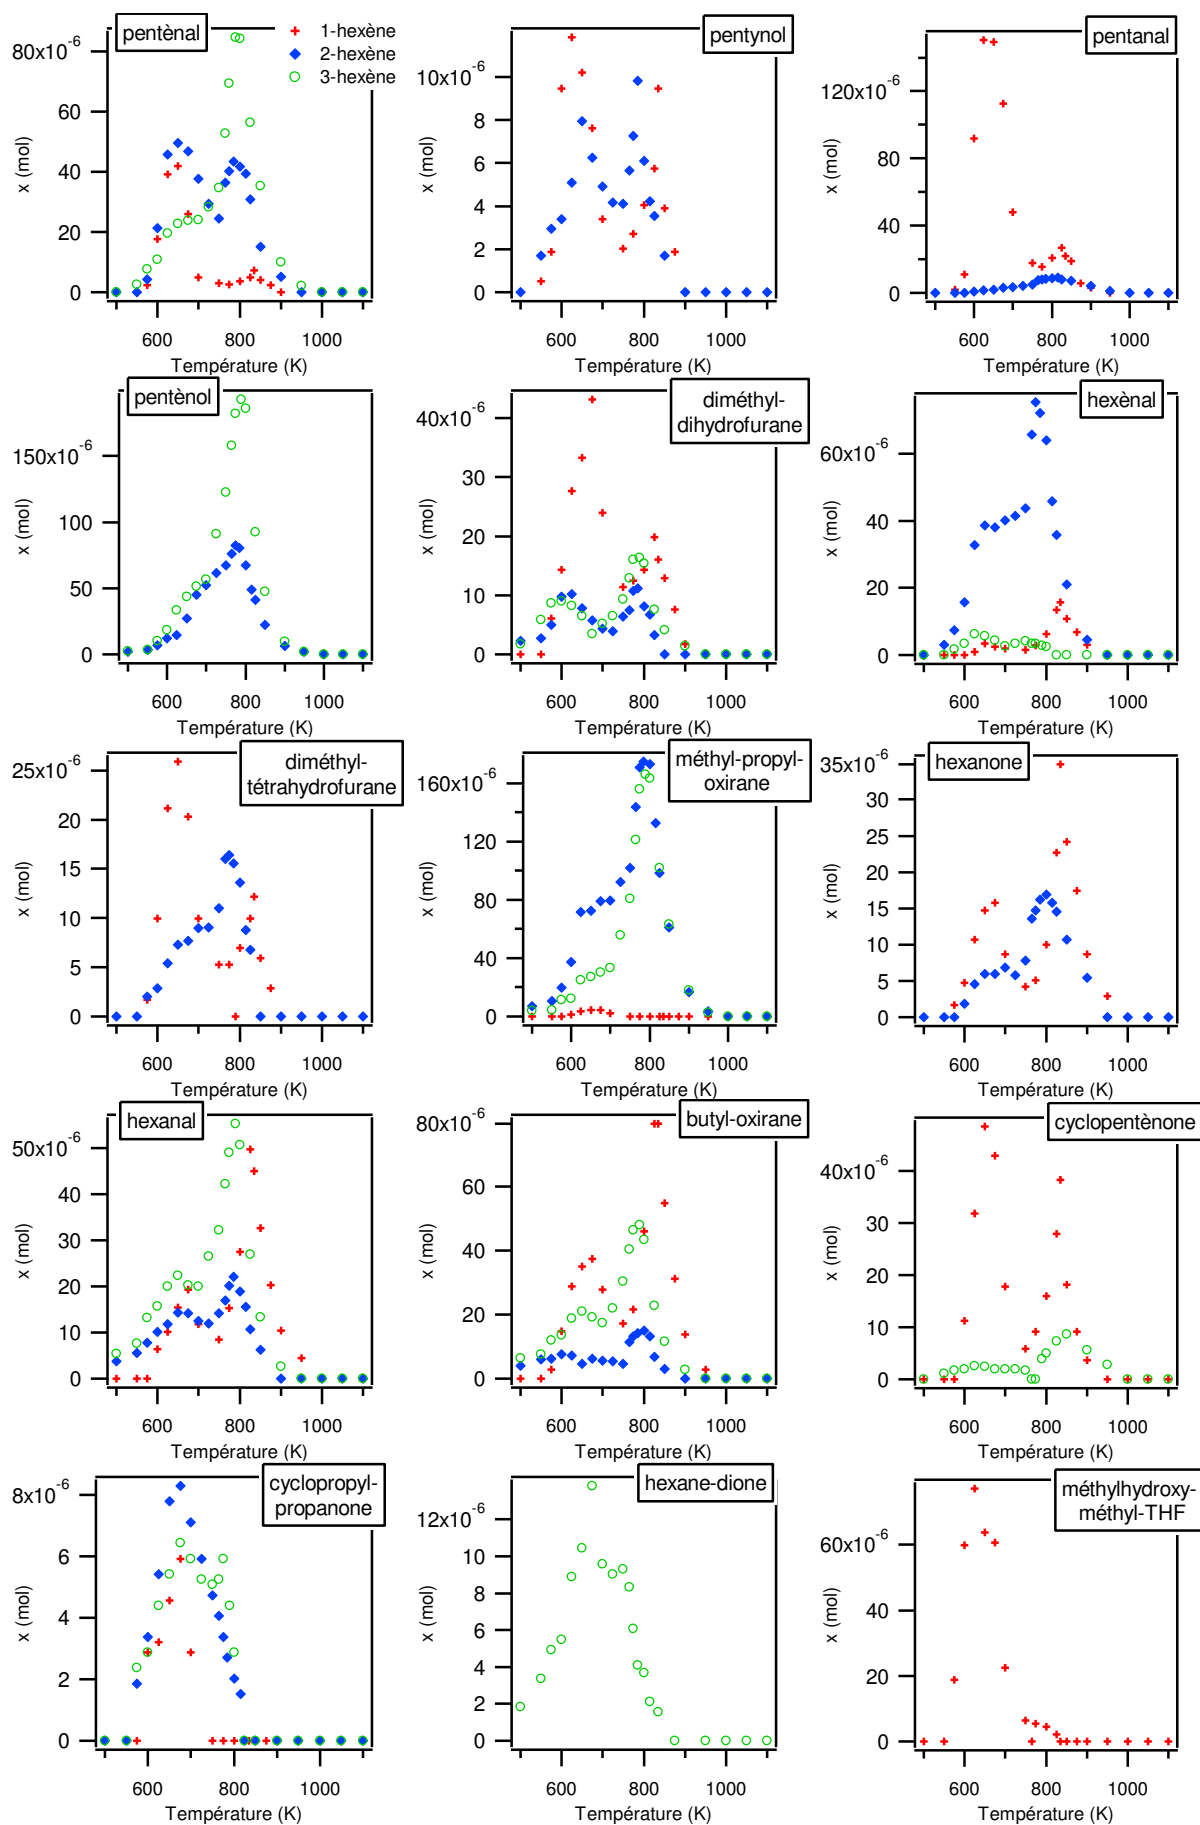 pentènal
1-hexène
2-hexène
3-hexène
80x10-6
60
40
20
0
x (mol)
600 800 1000
Température (K)
pentynol
10x10-6
8
6
4
2
0
x (mol)
600 800 1000
Température (K)
pentanal
120x10-6
80
40
0
x (mol)
600 800 1000
Température (K)
pentènol
150x10-6
100
50
0
x (mol)
600 800 1000
Température (K)
diméthyl-
dihydrofurane
40x10-6
30
20
10
0
x (mol)
600 800 1000
Température (K)
hexènal
60x10-6
40
20
0
x (mol)
600 800 1000
Température (K)
diméthyl-
tétrahydrofurane
25x10-6
20
15
10
5
0
x (mol)
600 800 1000
Température (K)
méthyl-propyl-
oxirane
160x10-6
120
80
40
0
x (mol)
600 800 1000
Température (K)
hexanone
35x10-6
30
25
20
15
10
5
0
x (mol)
600 800 1000
Température (K)
hexanal
50x10-6
40
30
20
10
0
x (mol)
600 800 1000
Température (K)
butyl-oxirane
80x10-6
60
40
20
0
x (mol)
600 800 1000
Température (K)
cyclopentènone
40x10-6
30
20
10
0
x (mol)
600 800 1000
Température (K)
cyclopropyl-
propanone
8x10-6
6
4
2
0
x (mol)
600 800 1000
Température (K)
hexane-dione
12x10-6
10
8
6
4
2
0
x (mol)
600 800 1000
Température (K)
méthylhydroxy-
méthyl-THF
60x10-6
40
20
0
x (mol)
600 800 1000
Température (K)